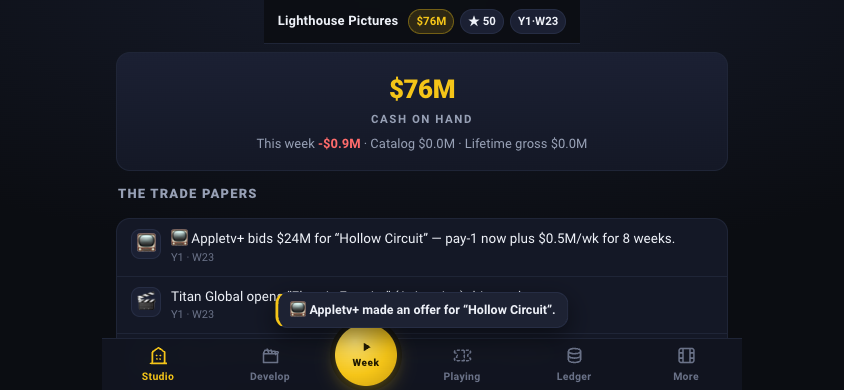 Lighthouse Pictures $76M ★ 50 Y1·W23
$76M
CASH ON HAND
This week -$0.9M · Catalog $0.0M · Lifetime gross $0.0M
THE TRADE PAPERS
Appletv+ bids $24M for “Hollow Circuit” — pay-1 now plus $0.5M/wk for 8 weeks.
Y1 · W23
Titan Global opens
Y1 · W23
Appletv+ made an offer for “Hollow Circuit”.
Studio Develop Week Playing Ledger More